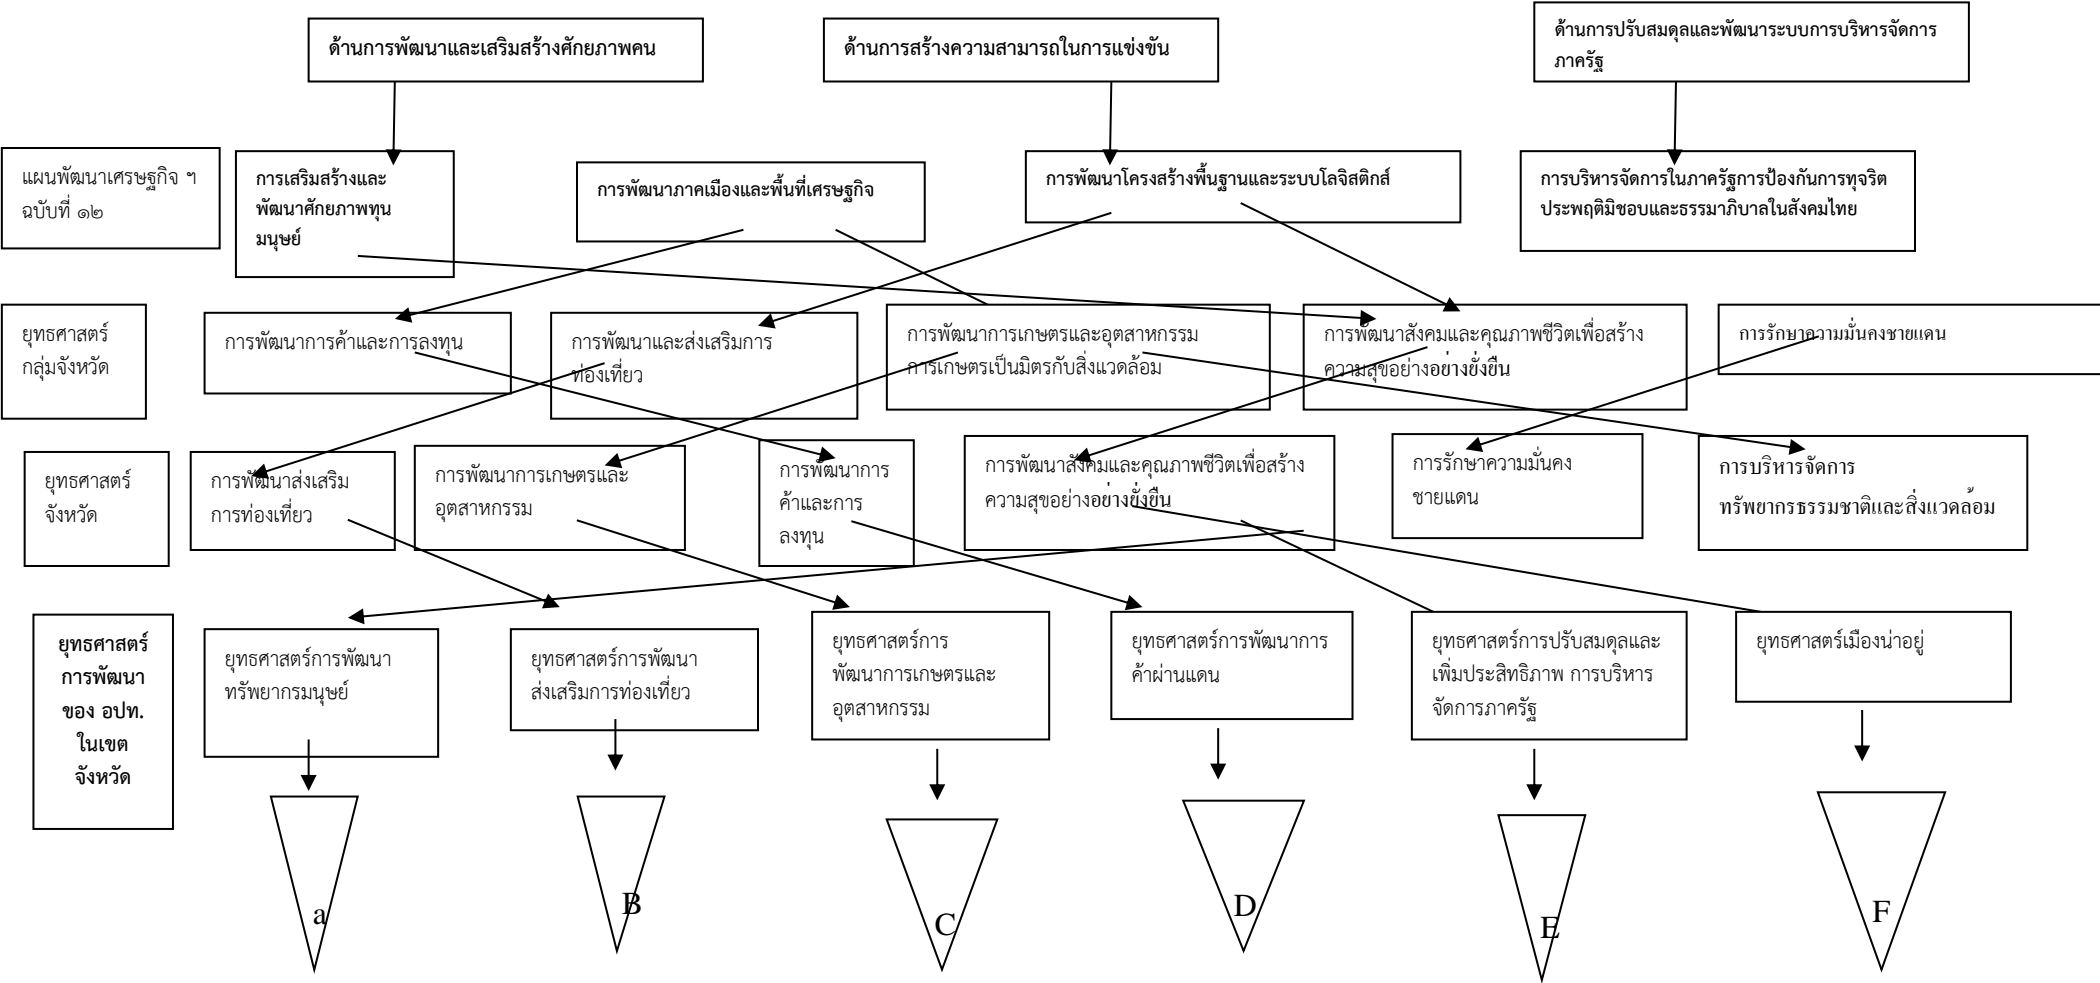 ด้านการพัฒนาและเสริมสร้างศักยภาพคน
ด้านการสร้างความสามารถในการแข่งขัน
ด้านการปรับสมดุลและพัฒนาระบบการบริหารจัดการ
ภาครัฐ
แผนพัฒนาเศรษฐกิจ ฯ
ฉบับที่ ๑๒
การเสริมสร้างและ
พัฒนาศักยภาพทุน
มนุษย์
การพัฒนาภาคเมืองและพื้นที่เศรษฐกิจ
การพัฒนาโครงสร้างพื้นฐานและระบบโลจิสติกส์
การบริหารจัดการในภาครัฐการป้องกันการทุจริต
ประพฤติมิชอบและธรรมาภิบาลในสังคมไทย
ยุทธศาสตร์
กลุ่มจังหวัด
การพัฒนาการค้าและการลงทุน
การพัฒนาและส่งเสริมการ
ท่องเที่ยว
การพัฒนาการเกษตรและอุตสาหกรรม
การเกษตรเป็นมิตรกับสิ่งแวดล้อม
การพัฒนาสังคมและคุณภาพชีวิตเพื่อสร้าง
ความสุขอย่างอย่างยั่งยืน
การรักษาความมั่นคงชายแดน
ยุทธศาสตร์
จังหวัด
การพัฒนาส่งเสริม
การท่องเที่ยว
การพัฒนาการเกษตรและ
อุตสาหกรรม
การพัฒนาการ
ค้าและการ
ลงทุน
การพัฒนาสังคมและคุณภาพชีวิตเพื่อสร้าง
ความสุขอย่างอย่างยั่งยืน
การรักษาความมั่นคง
ชายแดน
การบริหารจัดการ
ทรัพยากรธรรมชาติและสิ่งแวดล้อม
ยุทธศาสตร์
การพัฒนา
ของ อปท.
ในเขต
จังหวัด
ยุทธศาสตร์การพัฒนา
ทรัพยากรมนุษย์
ยุทธศาสตร์การพัฒนา
ส่งเสริมการท่องเที่ยว
ยุทธศาสตร์การ
พัฒนาการเกษตรและ
อุตสาหกรรม
ยุทธศาสตร์การพัฒนาการ
ค้าผ่านแดน
ยุทธศาสตร์การปรับสมดุลและ
เพิ่มประสิทธิภาพ การบริหาร
จัดการภาครัฐ
ยุทธศาสตร์เมืองน่าอยู่
a
B
C
D
E
F